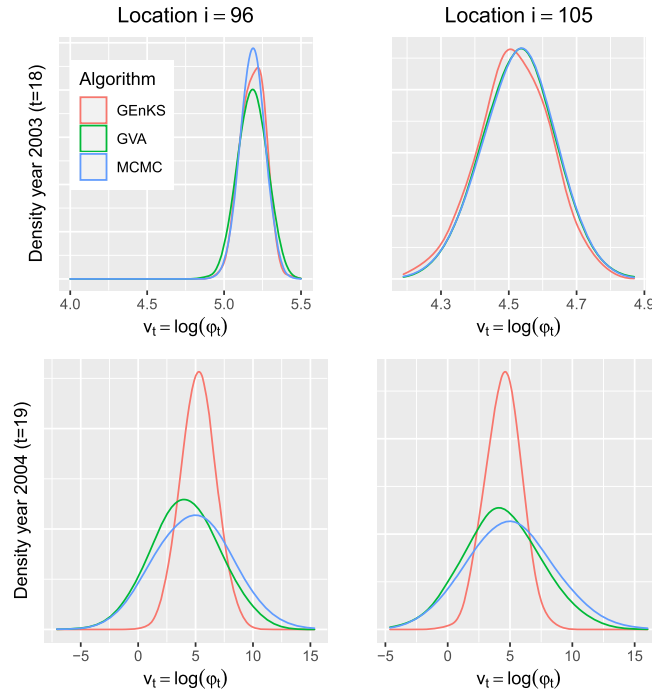 Location i = 96
Location i = 105
Density year 2003 (t=18)
Algorithm
GEnKS
GVA
MCMC
4.0 4.5 5.0 5.5
4.3 4.5 4.7 4.9
vₜ = log(φₜ)
vₜ = log(φₜ)
Density year 2004 (t=19)
−5 0 5 10 15
−5 0 5 10 15
vₜ = log(φₜ)
vₜ = log(φₜ)